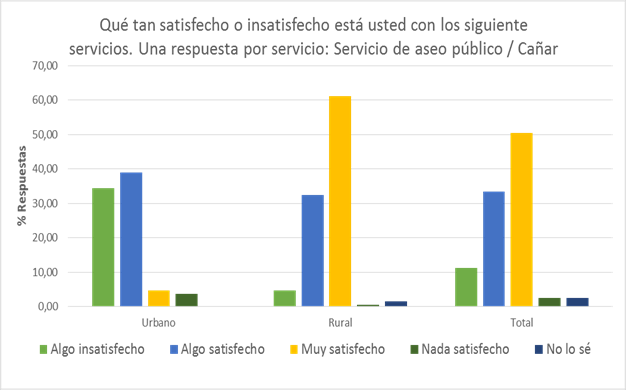 Qué tan satisfecho o insatisfecho está usted con los siguiente
servicios. Una respuesta por servicio: Servicio de aseo público / Cañar
70,00
60,00
50,00
40,00
30,00
20,00
10,00
0,00
% Respuestas
Urbano Rural Total
Algo insatisfecho Algo satisfecho Muy satisfecho Nada satisfecho No lo sé